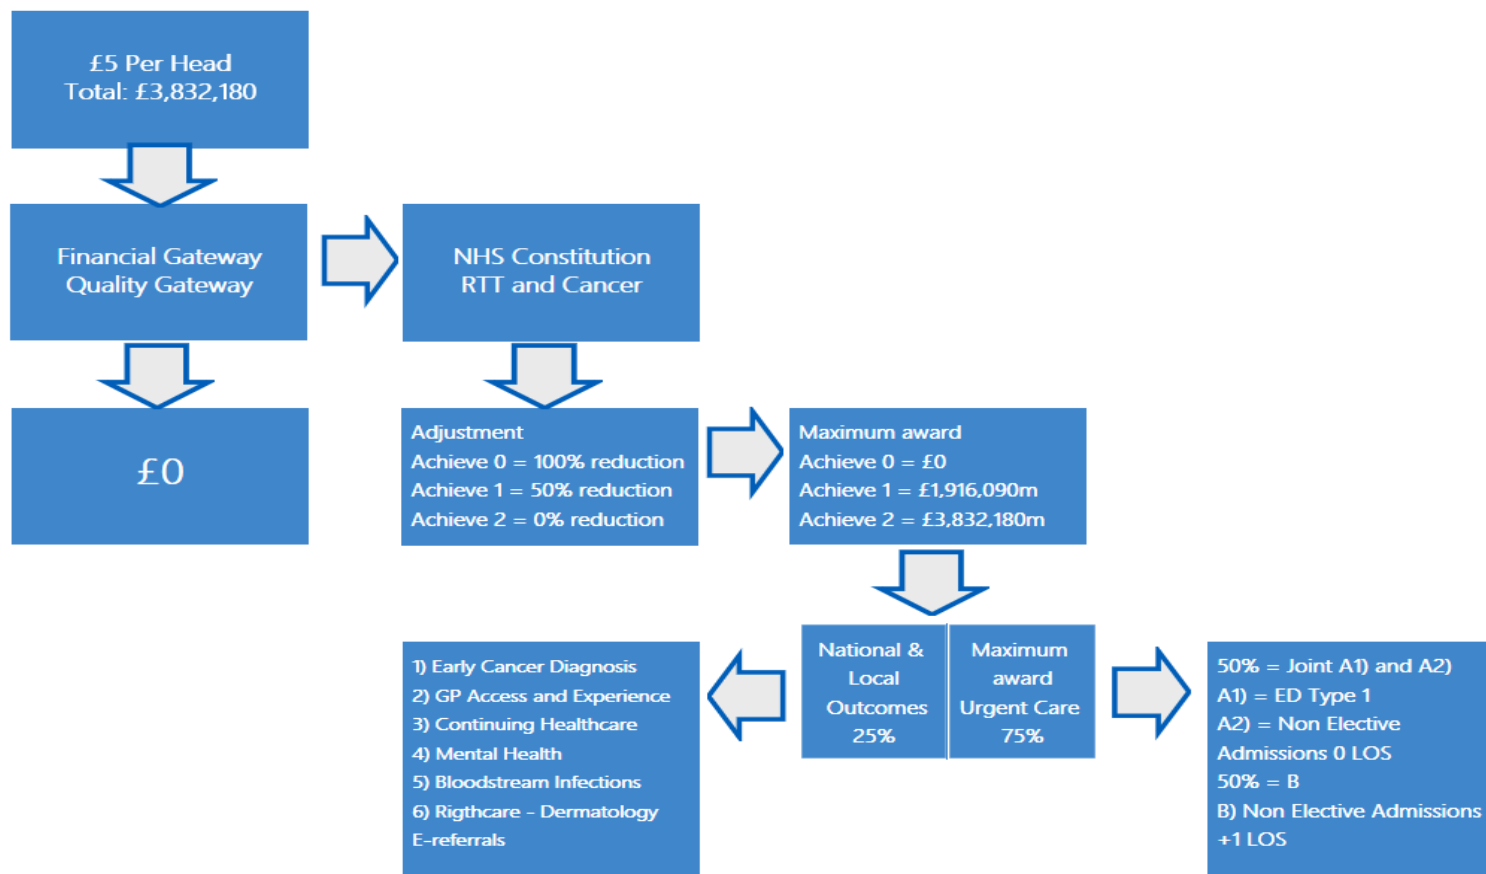 £5 Per Head
Total: £3,832,180
Financial Gateway
Quality Gateway
NHS Constitution
RTT and Cancer
£0
Adjustment
Achieve 0 = 100% reduction
Achieve 1 = 50% reduction
Achieve 2 = 0% reduction
Maximum award
Achieve 0 = £0
Achieve 1 = £1,916,090m
Achieve 2 = £3,832,180m
1) Early Cancer Diagnosis
2) GP Access and Experience
3) Continuing Healthcare
4) Mental Health
5) Bloodstream Infections
6) Rigthcare - Dermatology
E-referrals
National &
Local
Outcomes
25%
Maximum
award
Urgent Care
75%
50% = Joint A1) and A2)
A1) = ED Type 1
A2) = Non Elective
Admissions 0 LOS
50% = B
B) Non Elective Admissions
+1 LOS